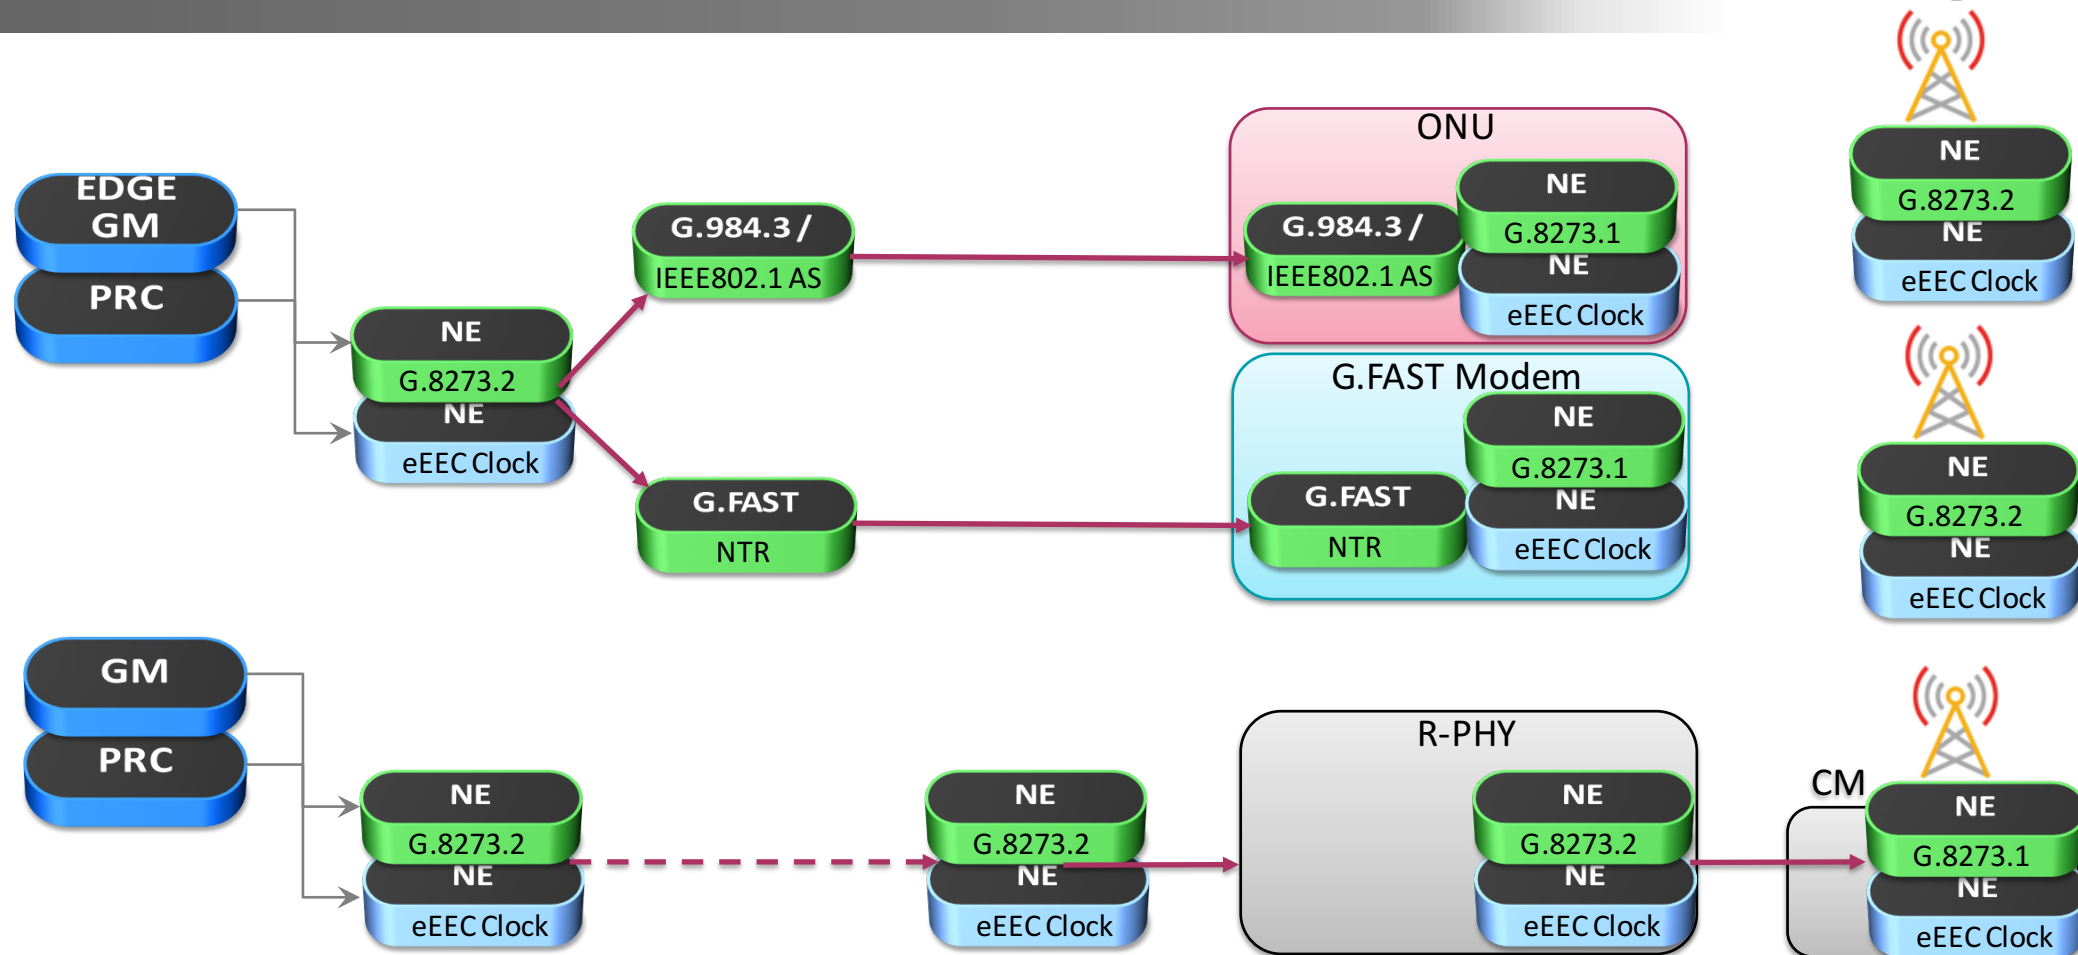 EDGE
GM
PRC
NE
G.8273.2
NE
eEEC Clock
G.984.3 /
IEEE802.1 AS
G.FAST
NTR
ONU
G.984.3 /
IEEE802.1 AS
NE
G.8273.1
NE
eEEC Clock
G.FAST Modem
G.FAST
NTR
NE
G.8273.1
NE
eEEC Clock
NE
G.8273.2
NE
eEEC Clock
NE
G.8273.2
NE
eEEC Clock
GM
PRC
NE
G.8273.2
NE
eEEC Clock
NE
G.8273.2
NE
eEEC Clock
R-PHY
NE
G.8273.2
NE
eEEC Clock
CM
NE
G.8273.1
NE
eEEC Clock